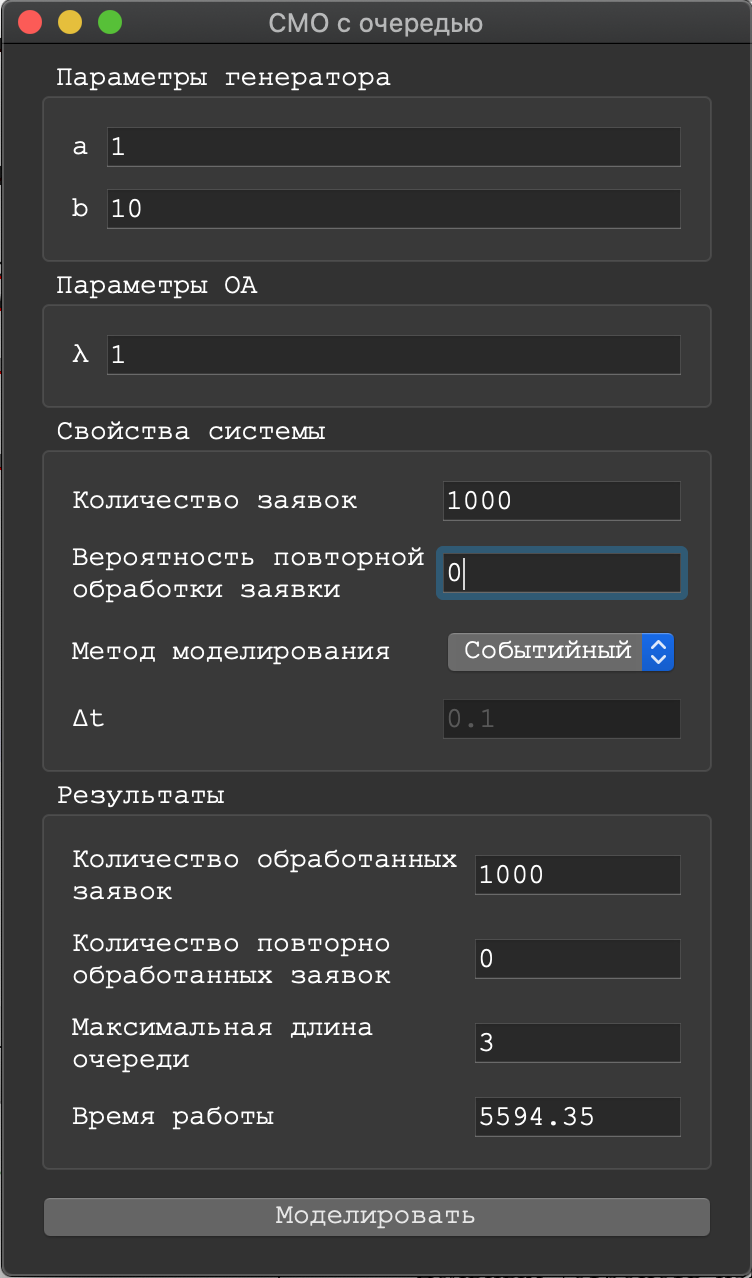 СМО с очередью
Параметры генератора
a 1
b 10
Параметры ОА
λ 1
Свойства системы
Количество заявок 1000
Вероятность повторной
обработки заявки
0
Метод моделирования Событийный
Δt 0.1
Результаты
Количество обработанных
заявок
1000
Количество повторно
обработанных заявок
0
Максимальная длина
очереди
3
Время работы 5594.35
Моделировать